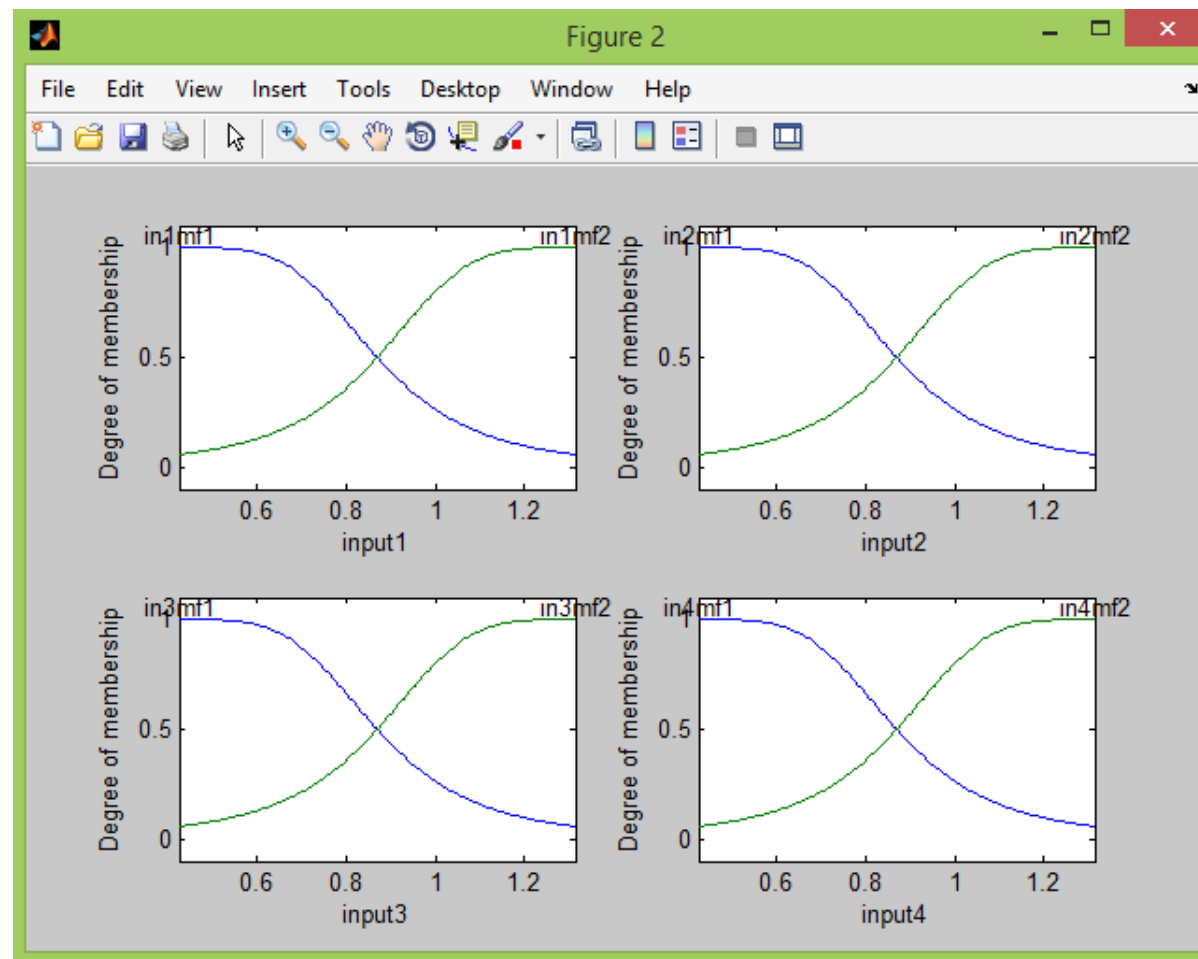 Figure 2
File Edit View Insert Tools Desktop Window Help
in1mf1 in1mf2
Degree of membership
1
0.5
0
0.6 0.8 1 1.2
input1
in2mf1 in2mf2
Degree of membership
1
0.5
0
0.6 0.8 1 1.2
input2
in3mf1 in3mf2
Degree of membership
1
0.5
0
0.6 0.8 1 1.2
input3
in4mf1 in4mf2
Degree of membership
1
0.5
0
0.6 0.8 1 1.2
input4